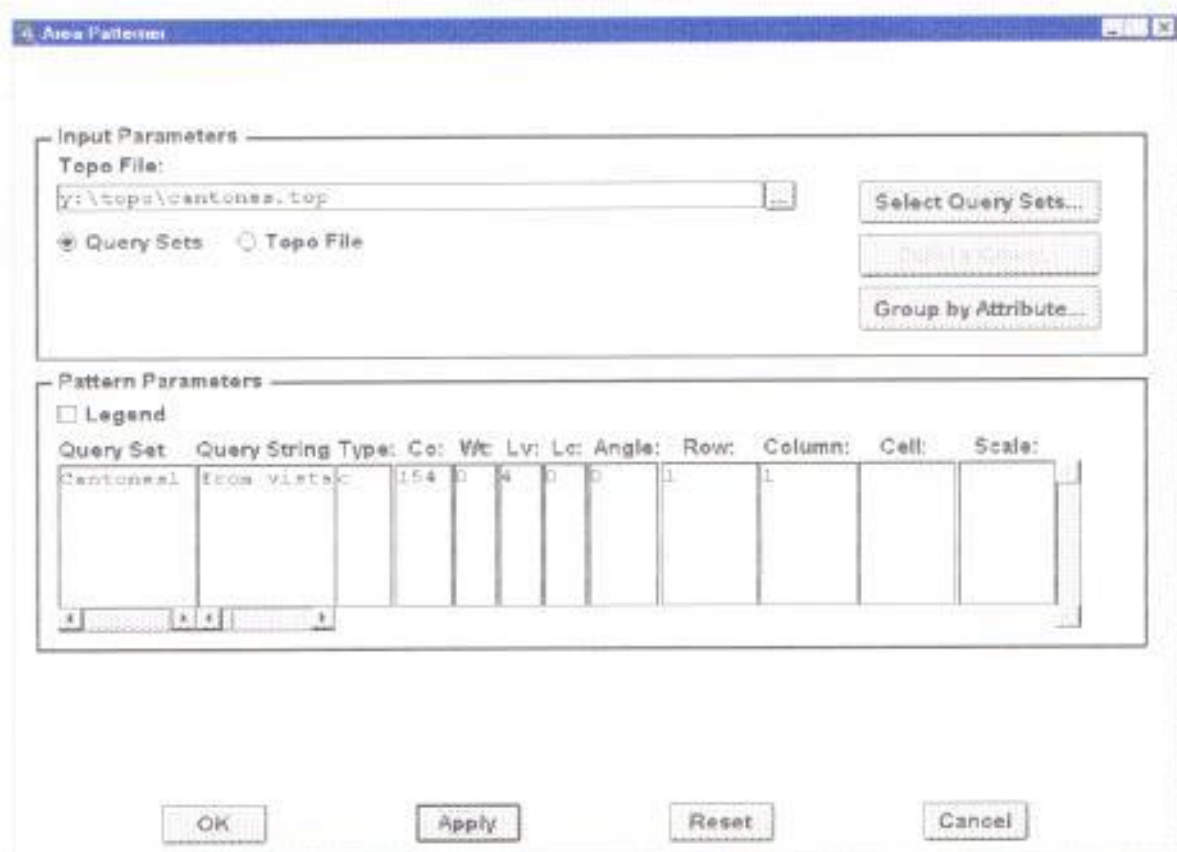 Area Patterner
Input Parameters
Topo File:
y:\topo\cantones.top
...
Select Query Sets...
Query Sets
Topo File
Group by Attribute...
Pattern Parameters
Legend
Query Set Query String Type: Co: Wt: Lv: Lc: Angle: Row: Column: Cell: Scale:
Cantones1 from vista c 154 0 4 0 0 1 1
OK Apply Reset Cancel